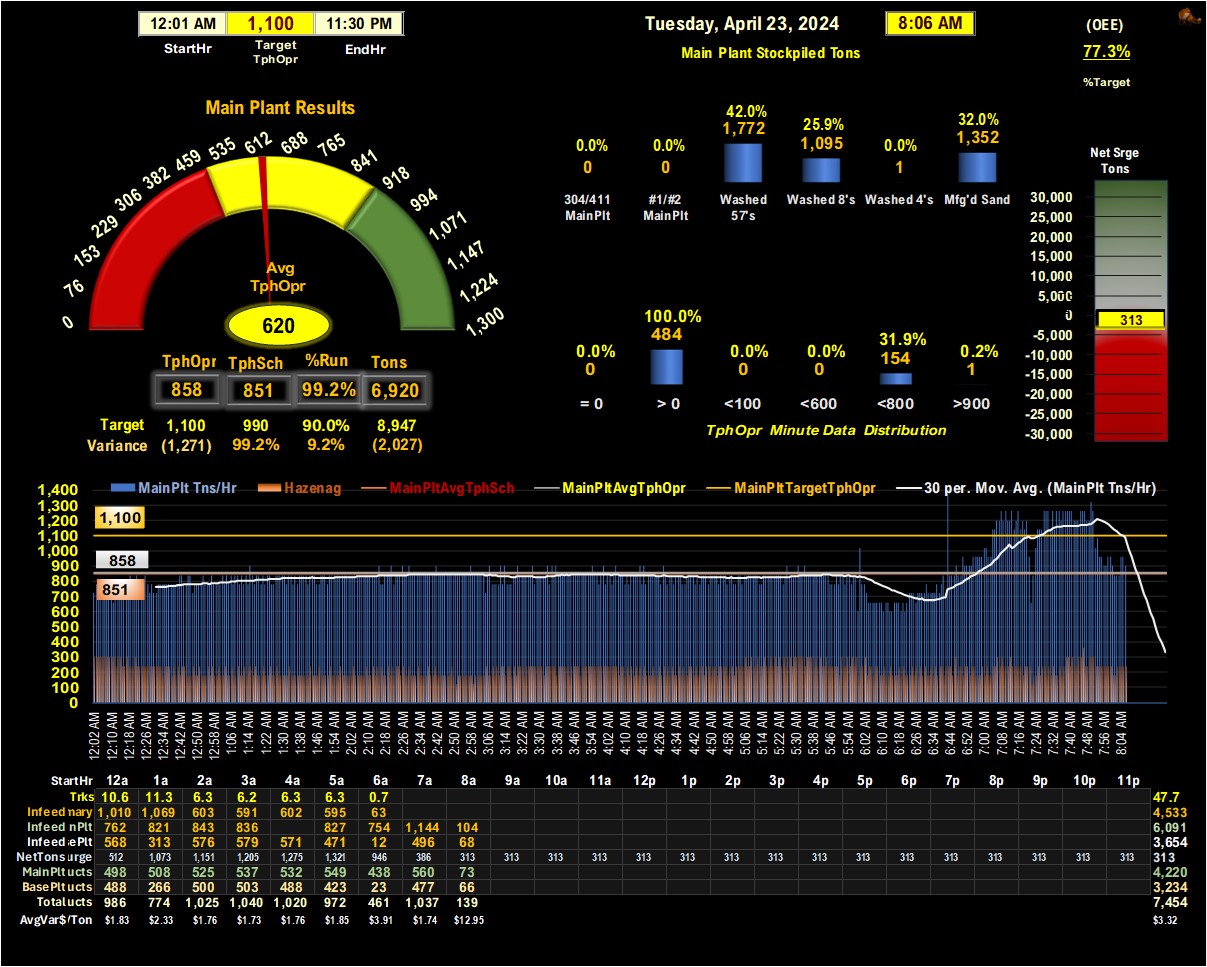 12:01 AM 1,100 11:30 PM
StartHr Target TphOpr EndHr
Tuesday, April 23, 2024 8:06 AM
Main Plant Stockpiled Tons
(OEE)
77.3%
%Target
Main Plant Results
0 76 153 229 306 382 459 535 612 688 765 841 918 994 1,071 1,147 1,224 1,300
Avg
TphOpr
620
TphOpr TphSch %Run Tons
858 851 99.2% 6,920
Target 1,100 990 90.0% 8,947
Variance (1,271) 99.2% 9.2% (2,027)
0.0% 0.0% 42.0% 25.9% 0.0% 32.0%
0 0 1,772 1,095 1 1,352
304/411 MainPlt #1/#2 MainPlt Washed 57's Washed 8's Washed 4's Mfg'd Sand
0.0% 100.0% 0.0% 0.0% 31.9% 0.2%
0 484 0 0 154 1
= 0 > 0 <100 <600 <800 >900
TphOpr Minute Data Distribution
Net Srge
Tons
30,000
25,000
20,000
15,000
10,000
5,000
0
313
-5,000
-10,000
-15,000
-20,000
-25,000
-30,000
MainPlt Tns/Hr Hazenag MainPltAvgTphSch MainPltAvgTphOpr MainPltTargetTphOpr 30 per. Mov. Avg. (MainPlt Tns/Hr)
1,400
1,300
1,200
1,100
1,000
900
800
700
600
500
400
300
200
100
0
1,100
858
851
12:02 AM 12:10 AM 12:18 AM 12:26 AM 12:34 AM 12:42 AM 12:50 AM 12:58 AM 1:06 AM 1:14 AM 1:22 AM 1:30 AM 1:38 AM 1:46 AM 1:54 AM 2:02 AM 2:10 AM 2:18 AM 2:26 AM 2:34 AM 2:42 AM 2:50 AM 2:58 AM 3:06 AM 3:14 AM 3:22 AM 3:30 AM 3:38 AM 3:46 AM 3:54 AM 4:02 AM 4:10 AM 4:18 AM 4:26 AM 4:34 AM 4:42 AM 4:50 AM 4:58 AM 5:06 AM 5:14 AM 5:22 AM 5:30 AM 5:38 AM 5:46 AM 5:54 AM 6:02 AM 6:10 AM 6:18 AM 6:26 AM 6:34 AM 6:44 AM 6:52 AM 7:00 AM 7:08 AM 7:16 AM 7:24 AM 7:32 AM 7:40 AM 7:48 AM 7:56 AM 8:04 AM
StartHr 12a 1a 2a 3a 4a 5a 6a 7a 8a 9a 10a 11a 12p 1p 2p 3p 4p 5p 6p 7p 8p 9p 10p 11p
Trks 10.6 11.3 6.3 6.2 6.3 6.3 0.7 47.7
Infeed mary 1,010 1,069 603 591 602 595 63 4,533
Infeed nPlt 762 821 843 836 827 754 1,144 104 6,091
Infeed ePlt 568 313 576 579 571 471 12 496 68 3,654
NetTons urge 512 1,073 1,151 1,205 1,275 1,321 946 386 313 313 313 313 313 313 313 313 313 313 313 313 313 313 313 313 313
MainPlt ucts 498 508 525 537 532 549 438 560 73 4,220
BasePlt ucts 488 266 500 503 488 423 23 477 66 3,234
Total ucts 986 774 1,025 1,040 1,020 972 461 1,037 139 7,454
AvgVar$/Ton $1.83 $2.33 $1.76 $1.73 $1.76 $1.85 $3.91 $1.74 $12.95 $3.32